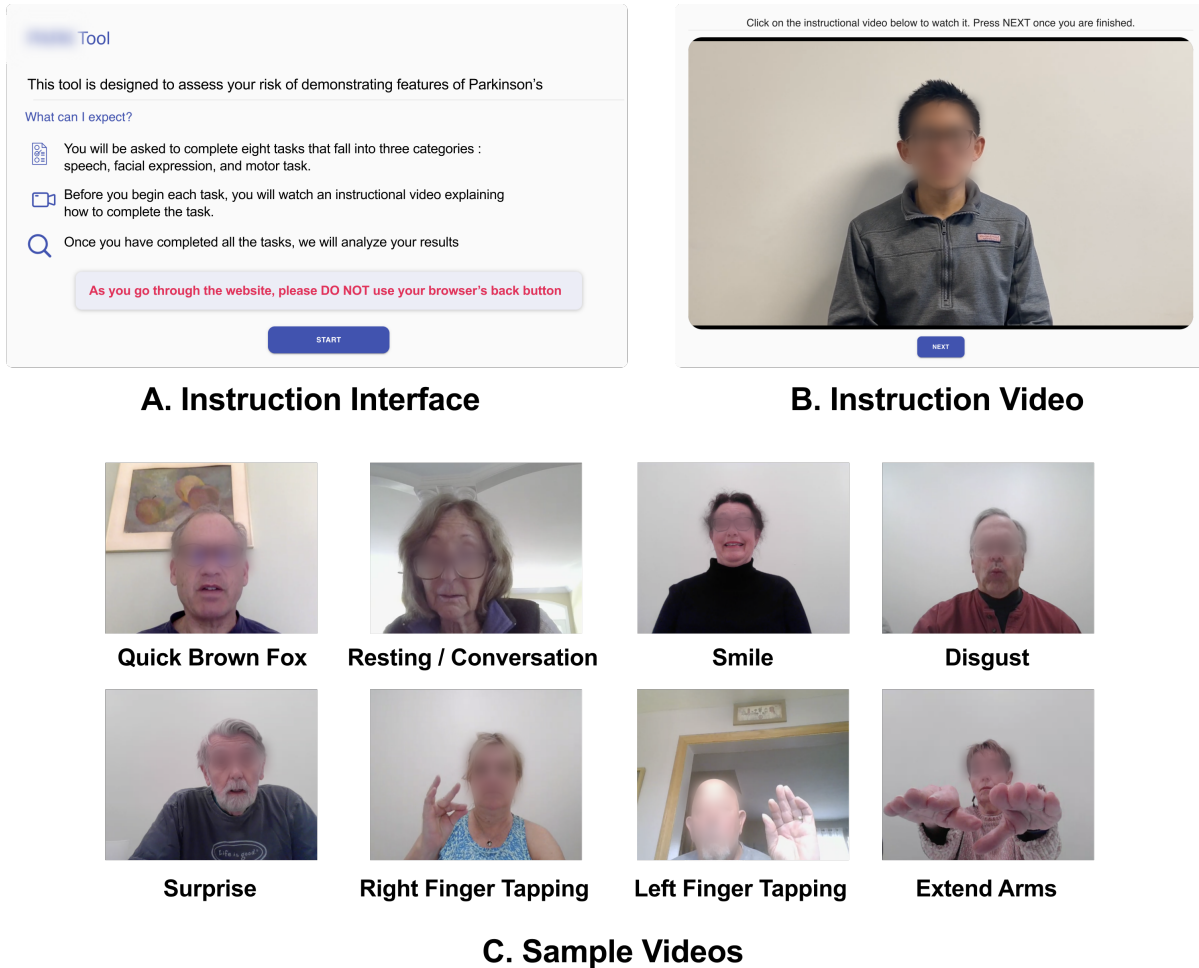 Tool
This tool is designed to assess your risk of demonstrating features of Parkinson's
What can I expect?
You will be asked to complete eight tasks that fall into three categories :
speech, facial expression, and motor task.
Before you begin each task, you will watch an instructional video explaining
how to complete the task.
Once you have completed all the tasks, we will analyze your results
As you go through the website, please DO NOT use your browser's back button
START
A. Instruction Interface
Click on the instructional video below to watch it. Press NEXT once you are finished.
NEXT
B. Instruction Video
Quick Brown Fox
Resting / Conversation
Smile
Disgust
Life is good
Surprise
Right Finger Tapping
Left Finger Tapping
Extend Arms
C. Sample Videos